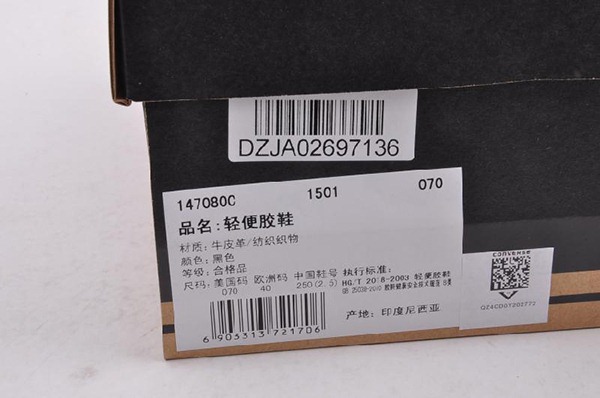 DZJA02697136
147080C 1501 070
品名: 轻便胶鞋
材质: 牛皮革/纺织织物
颜色: 黑色
等级: 合格品
尺码: 美国码 欧洲码 中国鞋号
070 40 250(2.5)
执行标准:
HG/T 2018-2003 轻便胶鞋
产地: 印度尼西亚
6 905313 721706
CONVERSE